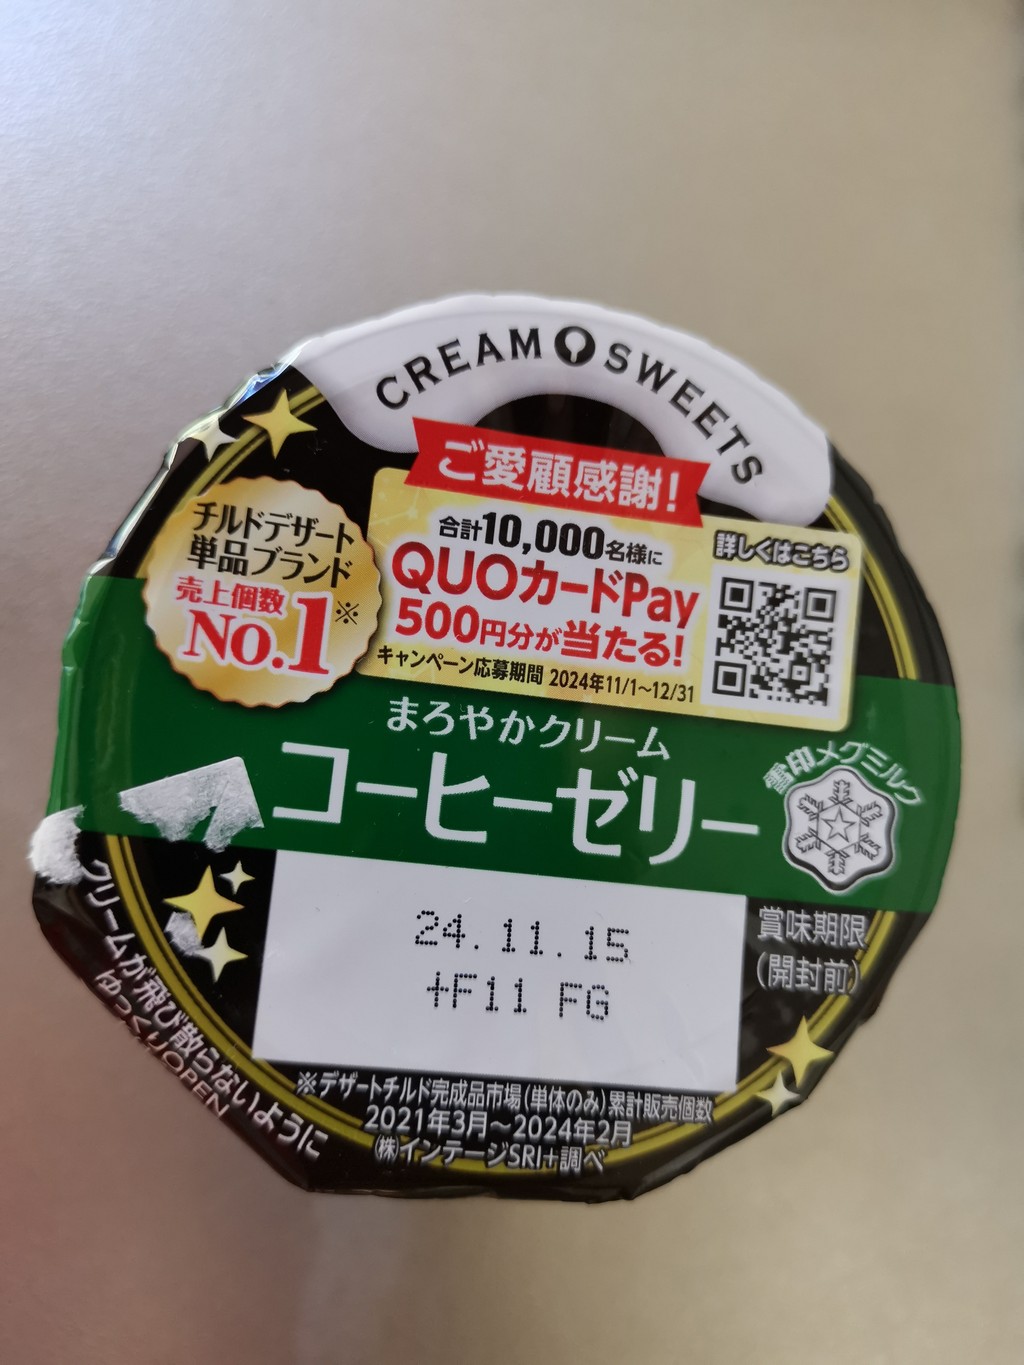 CREAM SWEETS
ご愛顧感謝!
チルドデザート
単品ブランド
売上個数
No.1※
合計10,000名様に
QUOカードPay
500円分が当たる!
キャンペーン応募期間 2024年11/1~12/31
詳しくはこちら
まろやかクリーム
コーヒーゼリー
雪印メグミルク
24.11.15
+F11 FG
賞味期限
(開封前)
クリームが飛び散らないように
ゆっくりOPEN
※デザートチルド完成品市場(単体のみ)累計販売個数
2021年3月~2024年2月
㈱インテージSRI+調べ